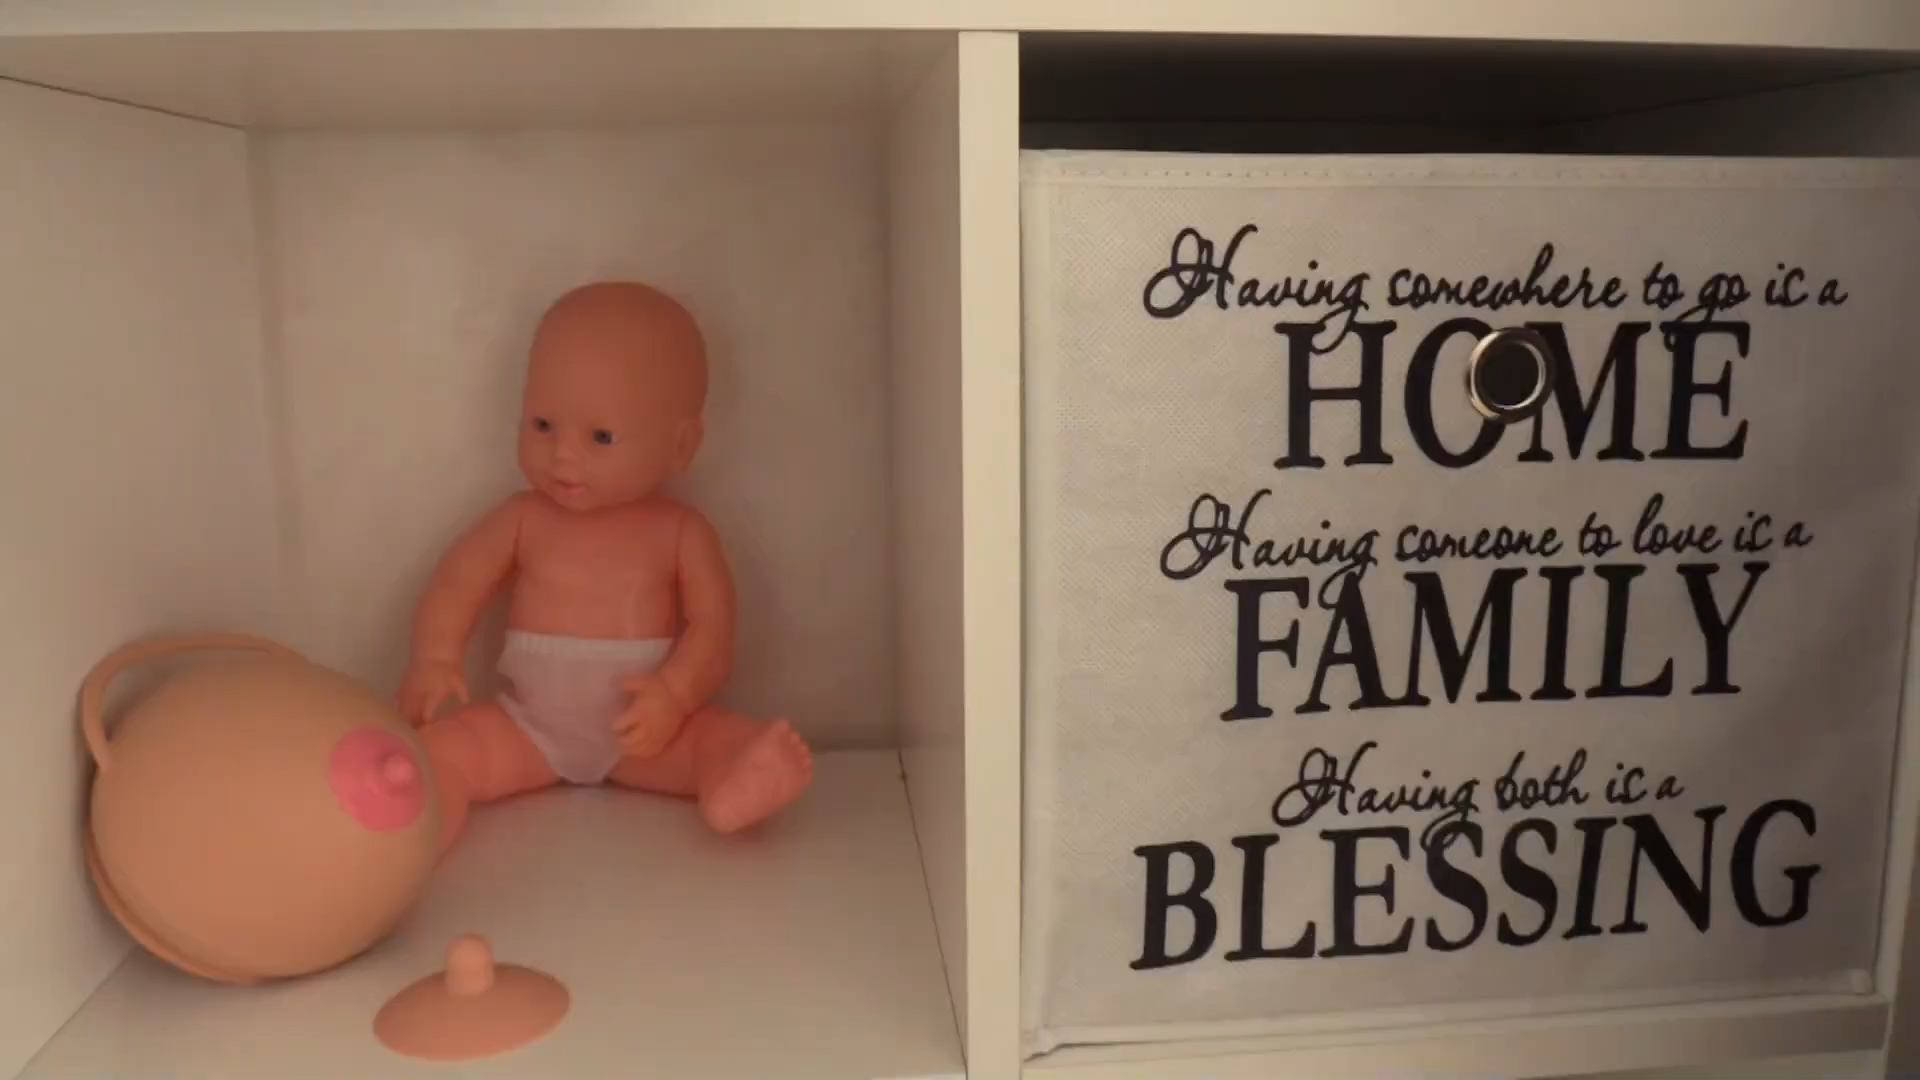 Having somewhere to go is a
HOME
Having someone to love is a
FAMILY
Having both is a
BLESSING